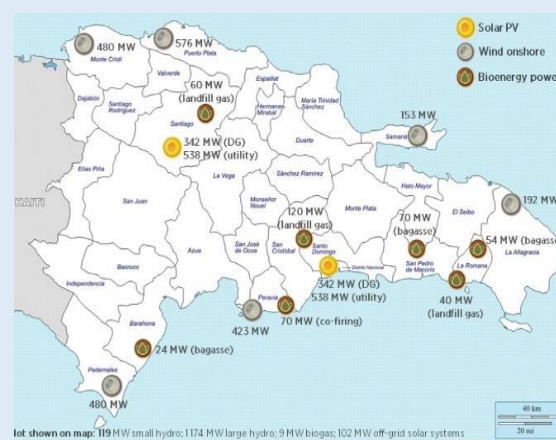 Solar PV
Wind onshore
Bioenergy power
480 MW
Monte Cristi
576 MW
Puerto Plata
Valverde
60 MW
(landfill gas)
Espaillat
Dajabón
Santiago
Rodríguez
Santiago
Hermanas
Mirabal
María Trinidad
Sánchez
153 MW
Samaná
342 MW (DG)
538 MW (utility)
Duarte
Elías Piña
La Vega
Sánchez Ramírez
HAITI
San Juan
Monseñor
Nouel
120 MW
(landfill gas)
Monte Plata
Hato Mayor
70 MW
(bagasse)
El Seibo
192 MW
54 MW (bagasse
Azua
San José
de Ocoa
San
Cristóbal
Santo
Domingo
San Pedro
de Macorís
La Romana
La Altagracia
Baoruco
Independencia
Distrito Nacional
342 MW (DG)
538 MW (utility)
40 MW
(landfill gas)
Peravia
423 MW
70 MW (co-firing)
Barahona
24 MW (bagasse)
Pedernales
480 MW
40 km
20 mi
lot shown on map: 119 MW small hydro; 1 174 MW large hydro; 9 MW biogas; 102 MW off-grid solar systems